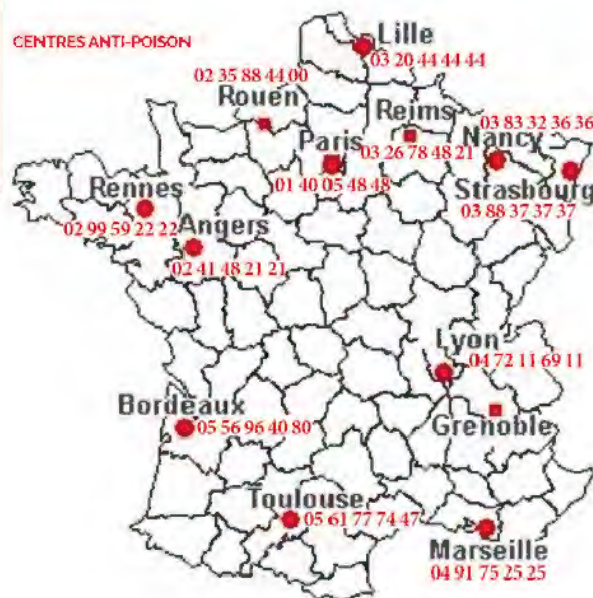 CENTRES ANTI-POISON
Lille
03 20 44 44 44
02 35 88 44 00
Rouen
Reims
03 26 78 48 21
03 83 32 36 36
Nancy
Paris
01 40 05 48 48
Strasbourg
03 88 37 37 37
Rennes
02 99 59 22 22
Angers
02 41 48 21 21
Lyon
04 72 11 69 11
Bordeaux
05 56 96 40 80
Grenoble
Toulouse
05 61 77 74 47
Marseille
04 91 75 25 25